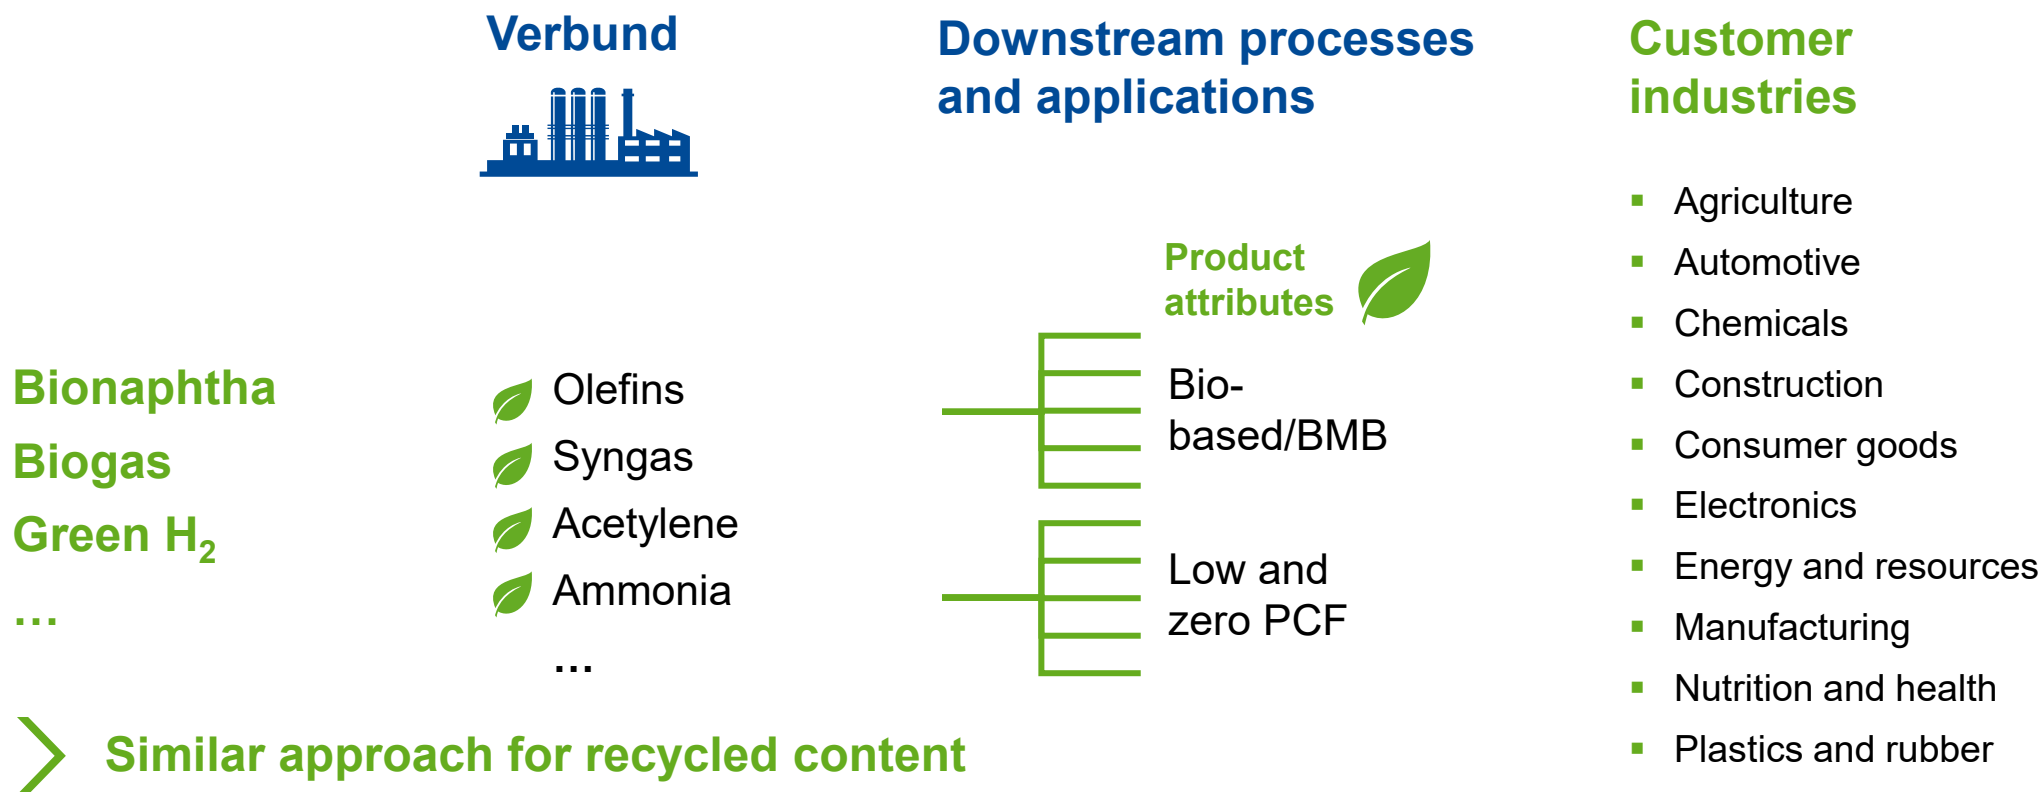 Verbund
Downstream processes
and applications
Customer
industries
Bionaphtha
Biogas
Green H₂
...
Olefins
Syngas
Acetylene
Ammonia
...
Product
attributes
Bio-
based/BMB
Low and
zero PCF
▪ Agriculture
▪ Automotive
▪ Chemicals
▪ Construction
▪ Consumer goods
▪ Electronics
▪ Energy and resources
▪ Manufacturing
▪ Nutrition and health
▪ Plastics and rubber
Similar approach for recycled content